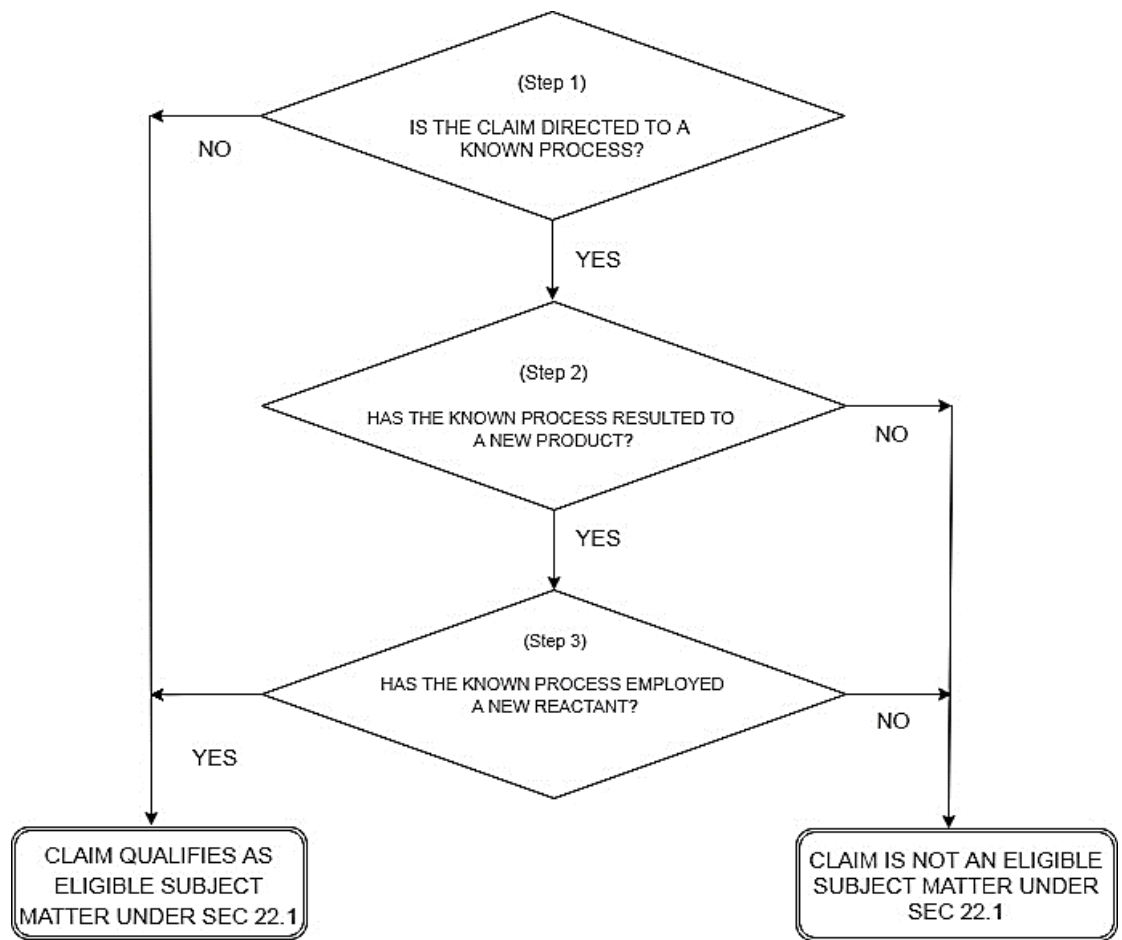 (Step 1)
IS THE CLAIM DIRECTED TO A
KNOWN PROCESS?
NO
YES
(Step 2)
HAS THE KNOWN PROCESS RESULTED TO
A NEW PRODUCT?
NO
YES
(Step 3)
HAS THE KNOWN PROCESS EMPLOYED
A NEW REACTANT?
NO
YES
CLAIM QUALIFIES AS
ELIGIBLE SUBJECT
MATTER UNDER SEC 22.1
CLAIM IS NOT AN ELIGIBLE
SUBJECT MATTER UNDER
SEC 22.1